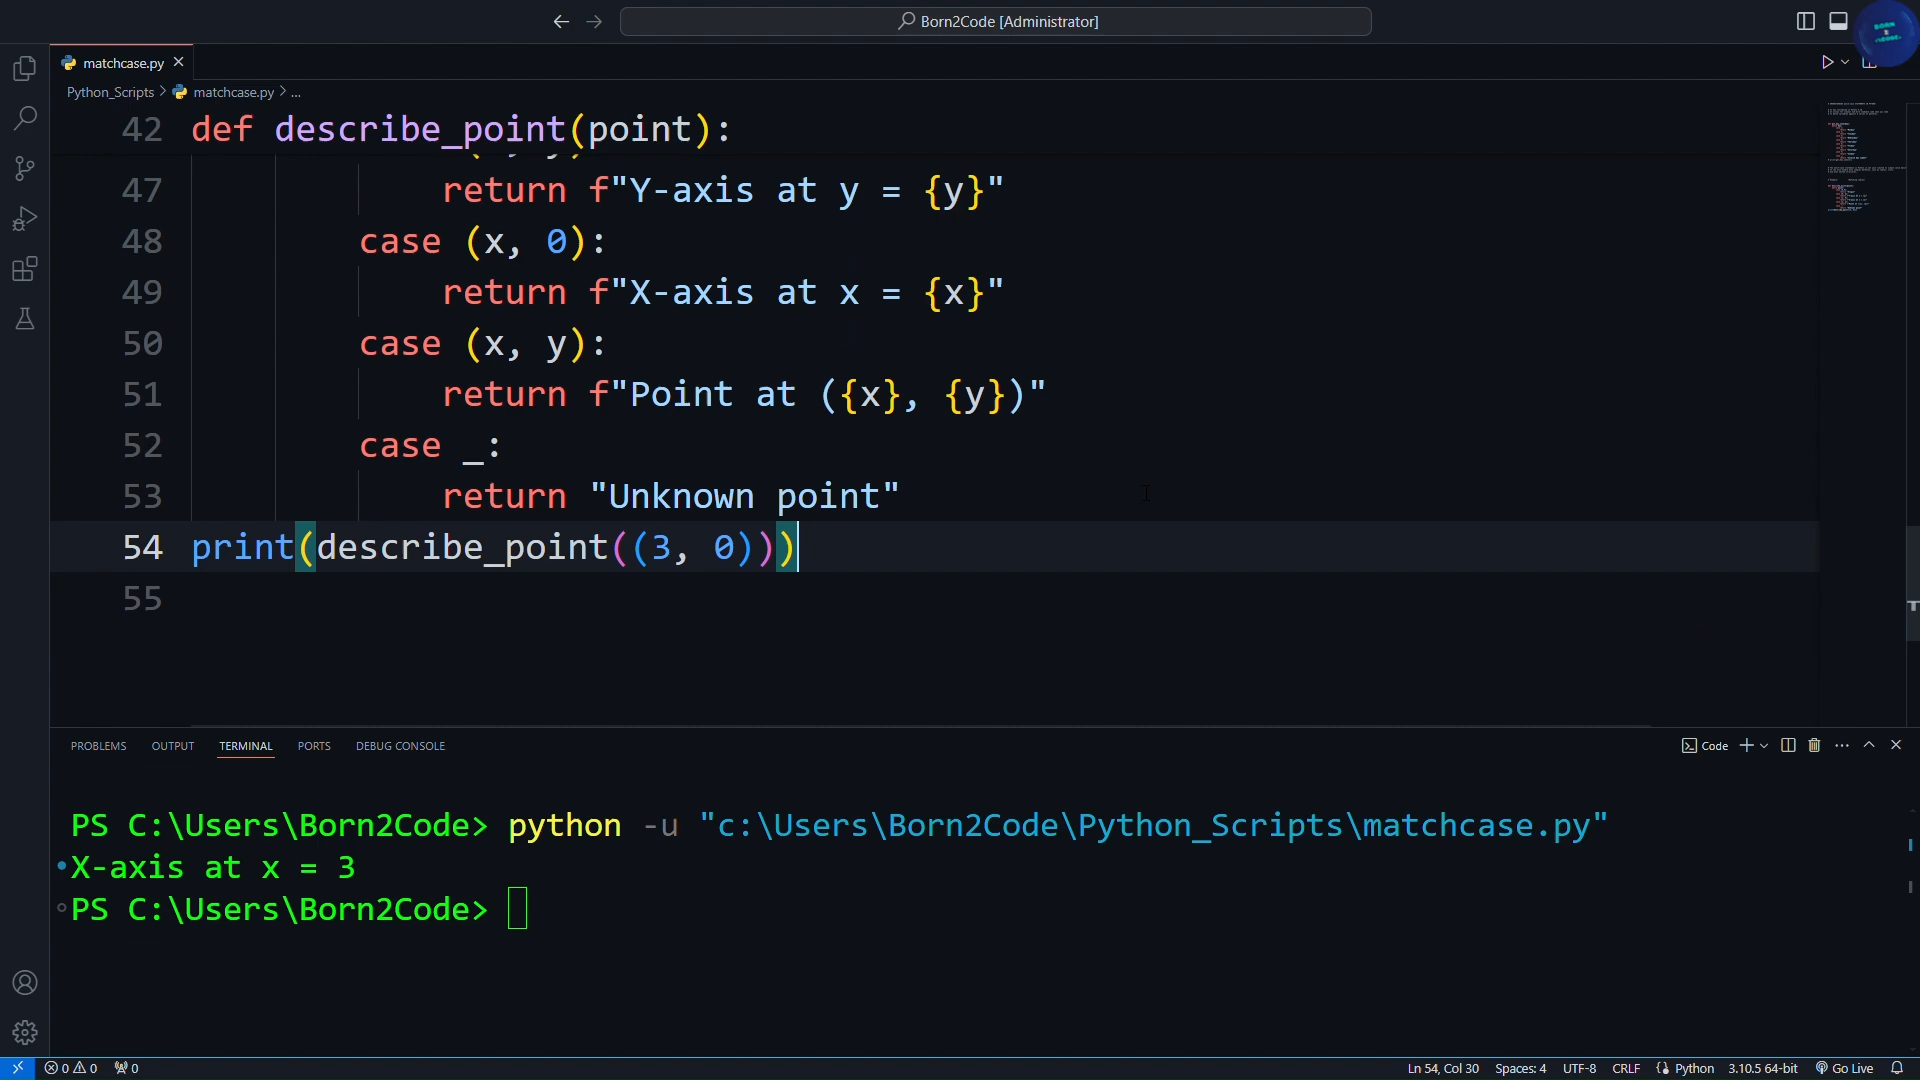 Born2Code [Administrator]
BORN
2
<CODE>
matchcase.py
Python_Scripts > matchcase.py > ...
42 def describe_point(point):
47 return f"Y-axis at y = {y}"
48 case (x, 0):
49 return f"X-axis at x = {x}"
50 case (x, y):
51 return f"Point at ({x}, {y})"
52 case _:
53 return "Unknown point"
54 print(describe_point((3, 0)))
55
PROBLEMS OUTPUT TERMINAL PORTS DEBUG CONSOLE Code
PS C:\Users\Born2Code> python -u "c:\Users\Born2Code\Python_Scripts\matchcase.py"
X-axis at x = 3
PS C:\Users\Born2Code>
0 0 0 Ln 54, Col 30 Spaces: 4 UTF-8 CRLF Python 3.10.5 64-bit Go Live